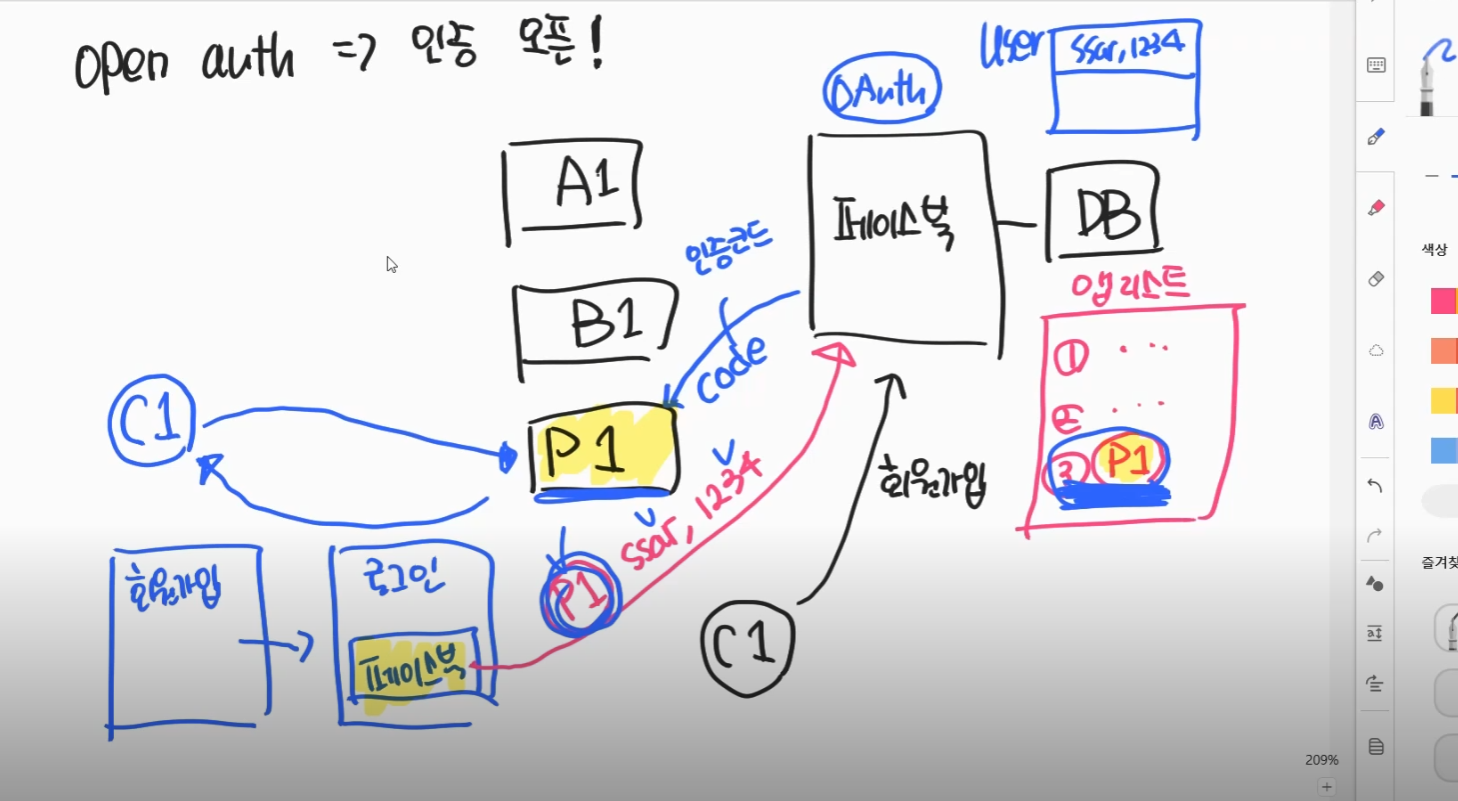 open auth => 인증 오픈!
User
ssar, 1234
OAuth
A1
페이스북
DB
인증코드
앱리스트
B1
code
① ...
② ...
③ P1
C1
P1
ssar, 1234
회원가입
회원가입
로그인
P1
페이스북
C1
색상
즐겨찾
209%